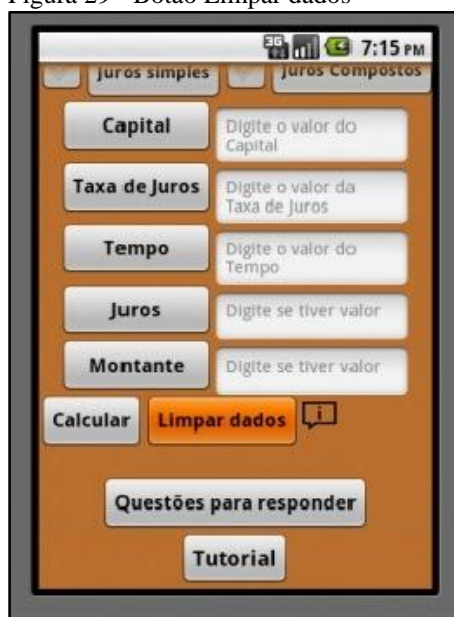 Figura 29 - Botão Limpar dados
3G 7:15 PM
Juros simples Juros Compostos
Capital Digite o valor do
Capital
Taxa de Juros Digite o valor da
Taxa de Juros
Tempo Digite o valor do
Tempo
Juros Digite se tiver valor
Montante Digite se tiver valor
Calcular Limpar dados i
Questões para responder
Tutorial